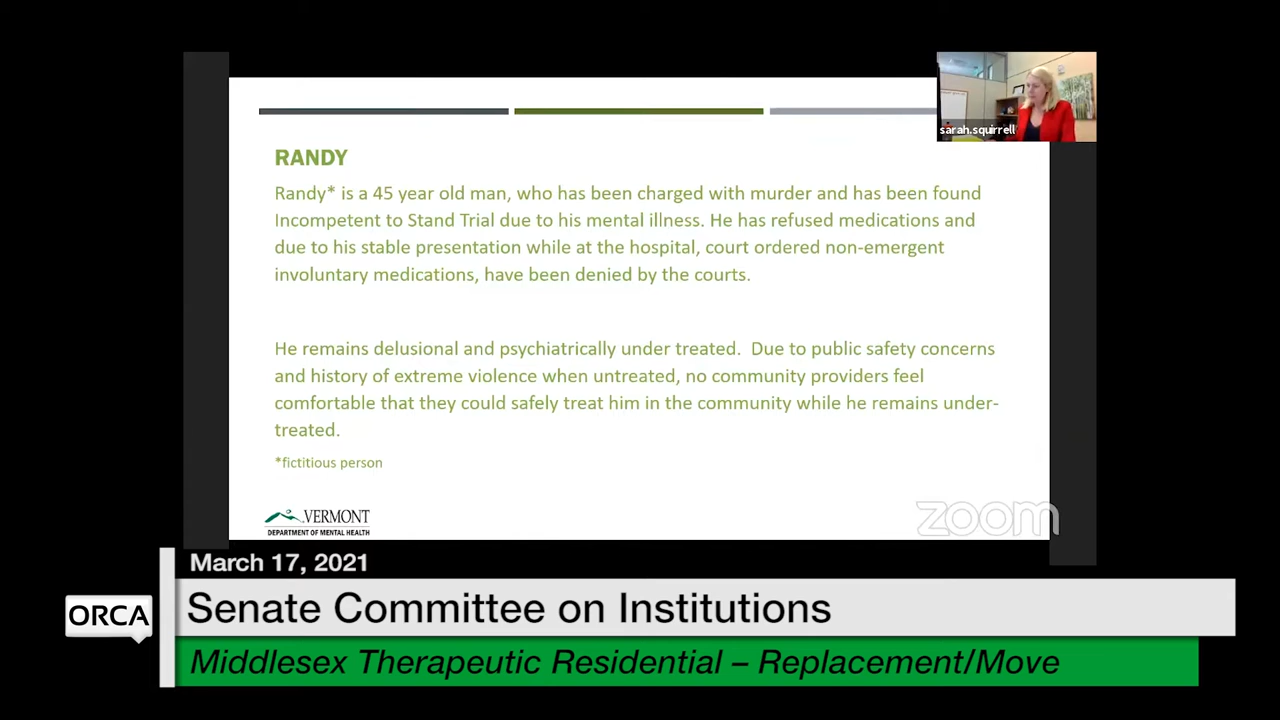 sarah.squirrell
RANDY
Randy* is a 45 year old man, who has been charged with murder and has been found
Incompetent to Stand Trial due to his mental illness. He has refused medications and
due to his stable presentation while at the hospital, court ordered non-emergent
involuntary medications, have been denied by the courts.
He remains delusional and psychiatrically under treated. Due to public safety concerns
and history of extreme violence when untreated, no community providers feel
comfortable that they could safely treat him in the community while he remains under-
treated.
*fictitious person
VERMONT
DEPARTMENT OF MENTAL HEALTH
zoom
March 17, 2021
ORCA
Senate Committee on Institutions
Middlesex Therapeutic Residential – Replacement/Move